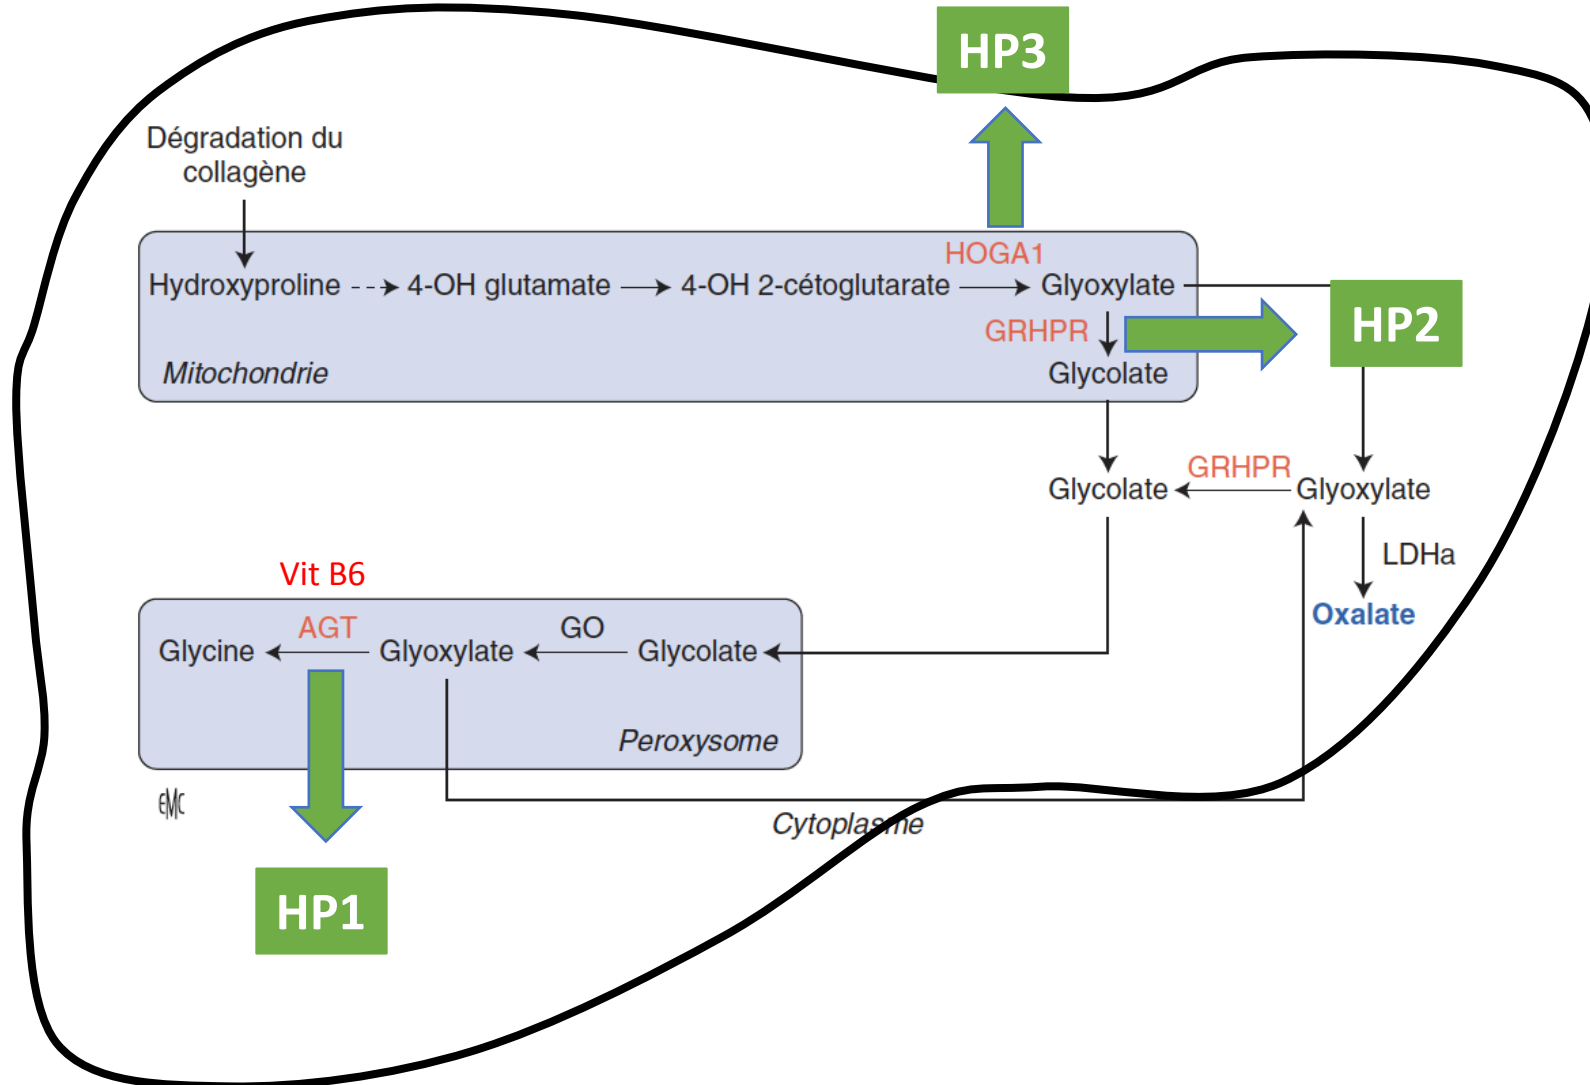 HP3
Dégradation du
collagène
HOGA1
Hydroxyproline 4-OH glutamate 4-OH 2-cétoglutarate Glyoxylate
GRHPR
HP2
Mitochondrie
Glycolate
GRHPR
Glycolate Glyoxylate
LDHa
Vit B6
Oxalate
AGT GO
Glycine Glyoxylate Glycolate
Peroxysome
EMC
Cytoplasme
HP1